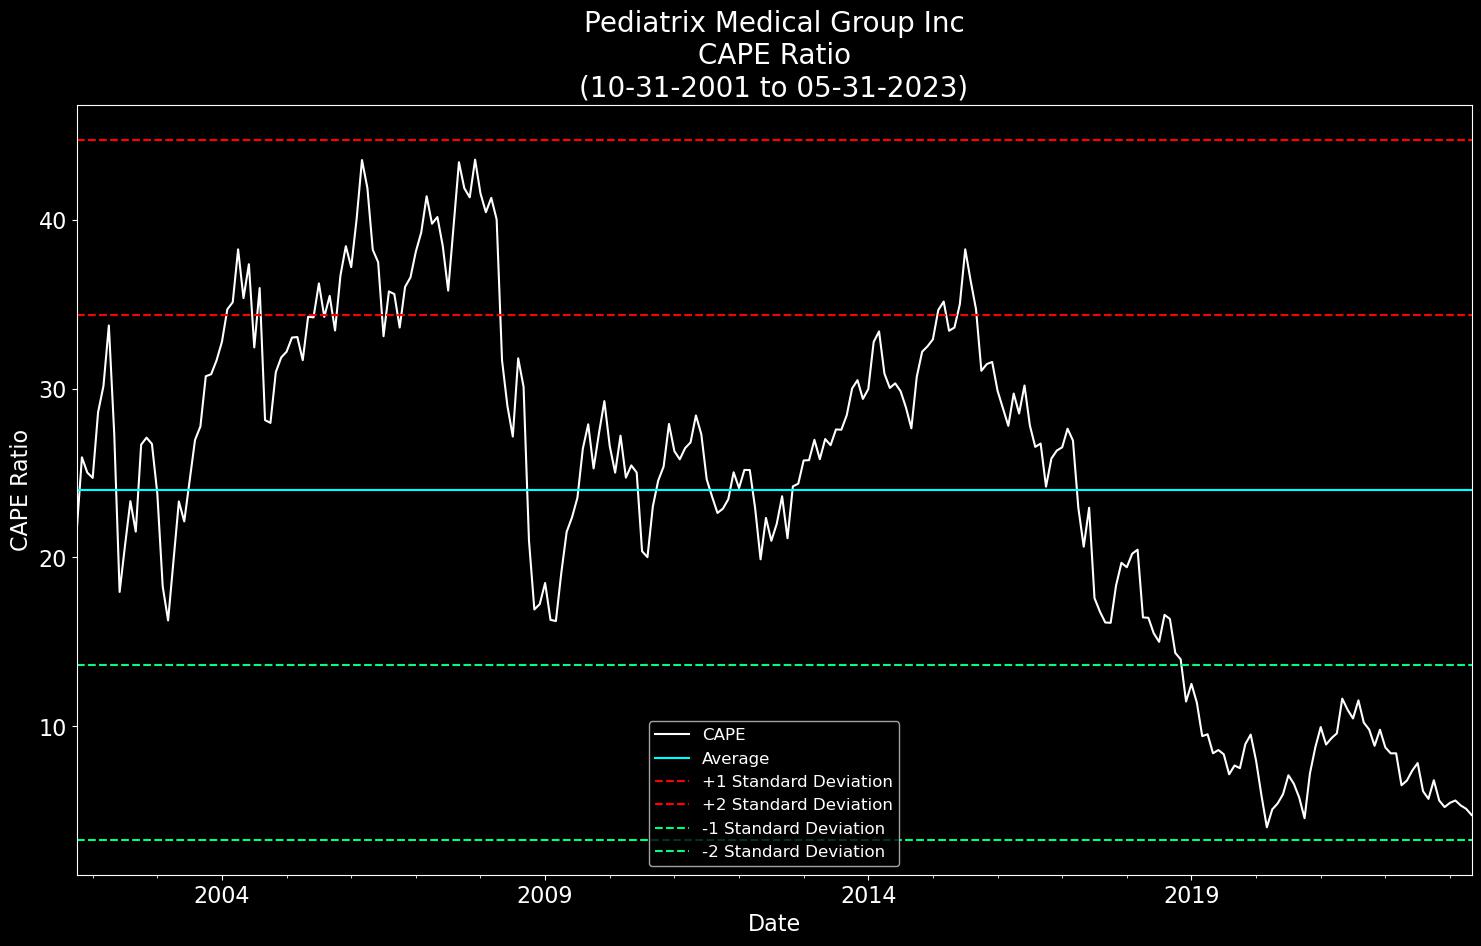 Pediatrix Medical Group Inc
CAPE Ratio
(10-31-2001 to 05-31-2023)
40
30
20
10
CAPE Ratio
CAPE
Average
+1 Standard Deviation
+2 Standard Deviation
-1 Standard Deviation
-2 Standard Deviation
2004 2009 2014 2019
Date